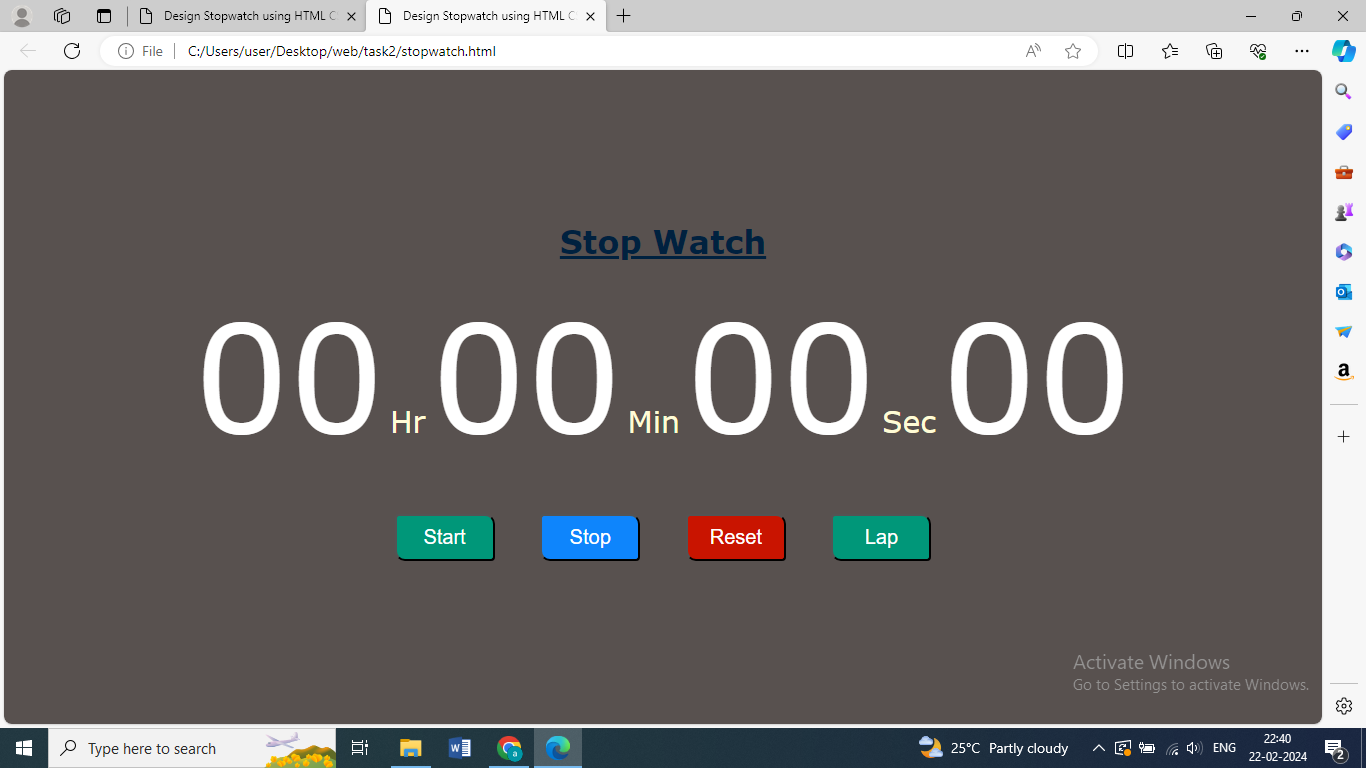 Design Stopwatch using HTML C
Design Stopwatch using HTML C
File
C:/Users/user/Desktop/web/task2/stopwatch.html
A
a
Stop Watch
00 Hr 00 Min 00 Sec 00
Start Stop Reset Lap
Activate Windows
Go to Settings to activate Windows.
Type here to search
W
a
25°C Partly cloudy
ENG
22:40
22-02-2024
2